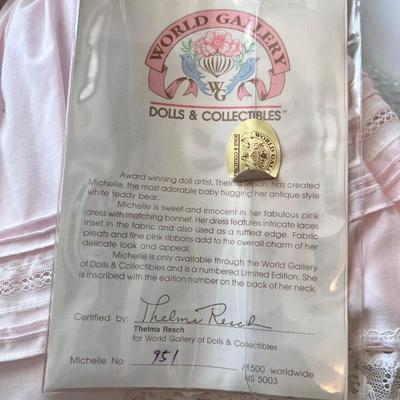 WORLD GALLERY
WG
DOLLS & COLLECTIBLES™
WORLD GALLERY
DOLLS & COLLECTIBLES
Award winning doll artist, Thelma Resch, has created
Michelle, the most adorable baby hugging her antique style
white teddy bear.
Michelle is sweet and innocent in her fabulous pink
dress with matching bonnet. Her dress features intricate laces
inset in the fabric and also used as a ruffled edge. Fabric
pleats and fine pink ribbons add to the overall charm of her
delicate look and appeal.
Michelle is only available through the World Gallery
of Dolls & Collectibles and is a numbered Limited Edition. She
is inscribed with the edition number on the back of her neck.
Certified by: Thelma Resch
Thelma Resch
for World Gallery of Dolls & Collectibles
Michelle No: 951 /1500 worldwide
HS 5003